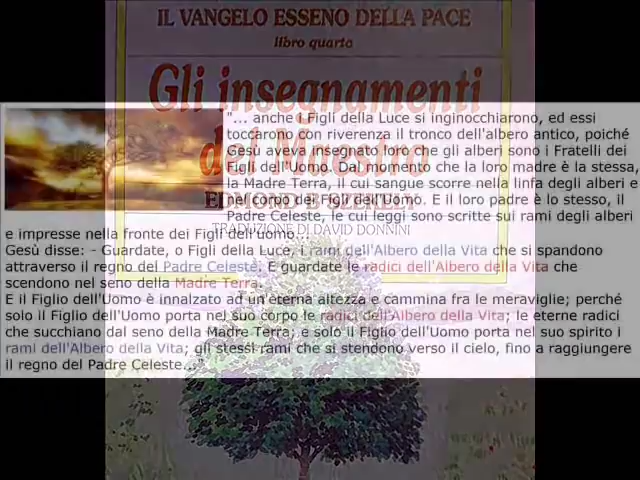 IL VANGELO ESSENO DELLA PACE
libro quarto
Gli insegnamenti
del Maestro
EDMOND B. SZEKELY
TRADUZIONE DI DAVID DONNINI
"... anche i Figli della Luce si inginocchiarono, ed essi
toccarono con riverenza il tronco dell'albero antico, poiché
Gesù aveva insegnato loro che gli alberi sono i Fratelli dei
Figli dell'Uomo. Dal momento che la loro madre è la stessa,
la Madre Terra, il cui sangue scorre nella linfa degli alberi e
nel corpo dei Figli dell'Uomo. E il loro padre è lo stesso, il
Padre Celeste, le cui leggi sono scritte sui rami degli alberi
e impresse nella fronte dei Figli dell'uomo...
Gesù disse: - Guardate, o Figli della Luce, i rami dell'Albero della Vita che si spandono
attraverso il regno del Padre Celeste. E guardate le radici dell'Albero della Vita che
scendono nel seno della Madre Terra.
E il Figlio dell'Uomo è innalzato ad un'eterna altezza e cammina fra le meraviglie; perché
solo il Figlio dell'Uomo porta nel suo corpo le radici dell'Albero della Vita; le eterne radici
che succhiano dal seno della Madre Terra; e solo il Figlio dell'Uomo porta nel suo spirito i
rami dell'Albero della Vita; gli stessi rami che si stendono verso il cielo, fino a raggiungere
il regno del Padre Celeste...